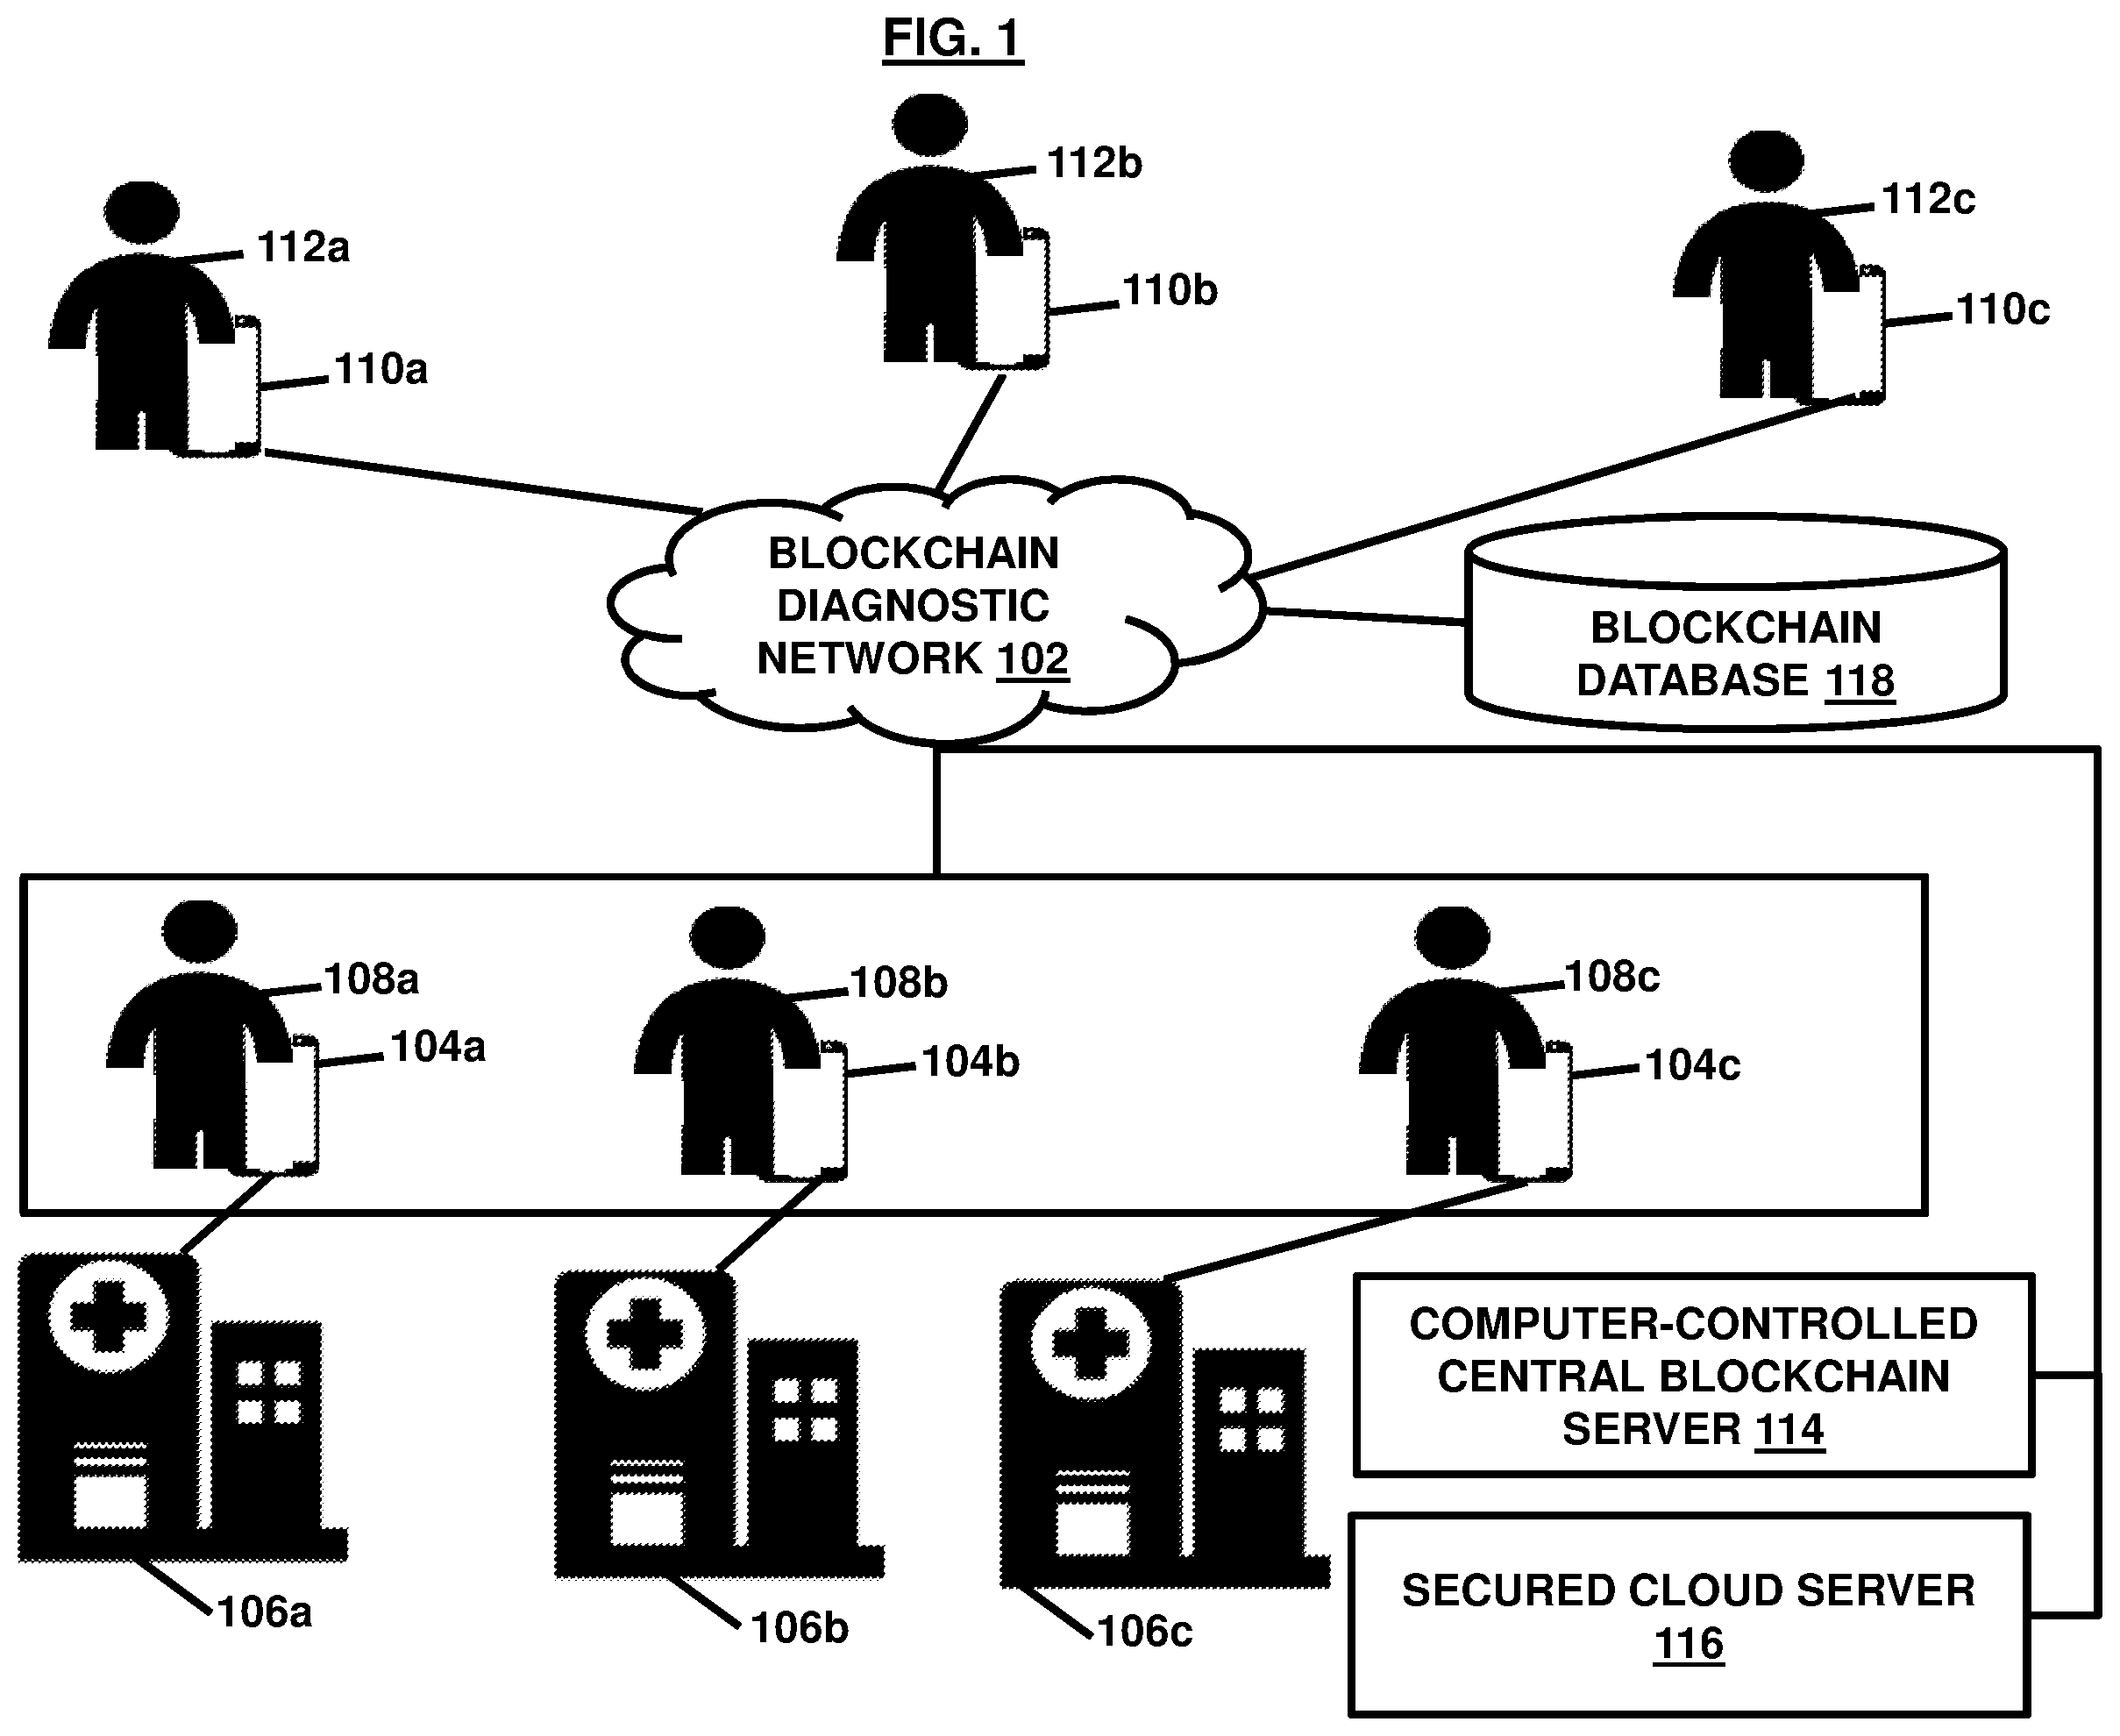 FIG. 1
112b
112c
112a
110b
110c
110a
BLOCKCHAIN
DIAGNOSTIC
NETWORK 102
BLOCKCHAIN
DATABASE 118
108a
108b
108c
104a
104b
104c
COMPUTER-CONTROLLED
CENTRAL BLOCKCHAIN
SERVER 114
SECURED CLOUD SERVER
116
106a
106b
106c